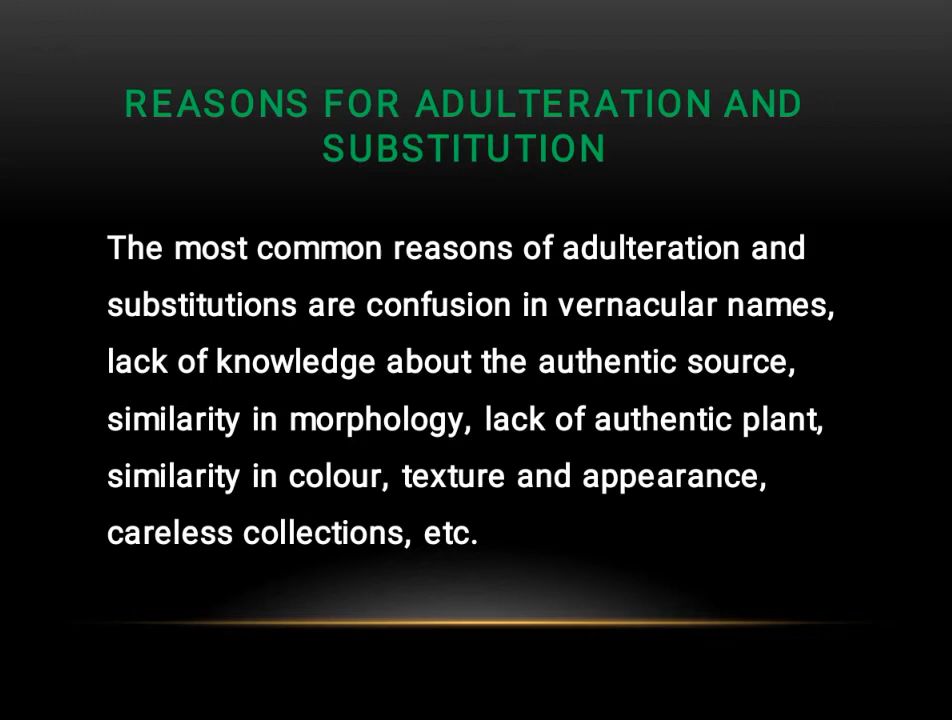 REASONS FOR ADULTERATION AND
SUBSTITUTION
The most common reasons of adulteration and
substitutions are confusion in vernacular names,
lack of knowledge about the authentic source,
similarity in morphology, lack of authentic plant,
similarity in colour, texture and appearance,
careless collections, etc.